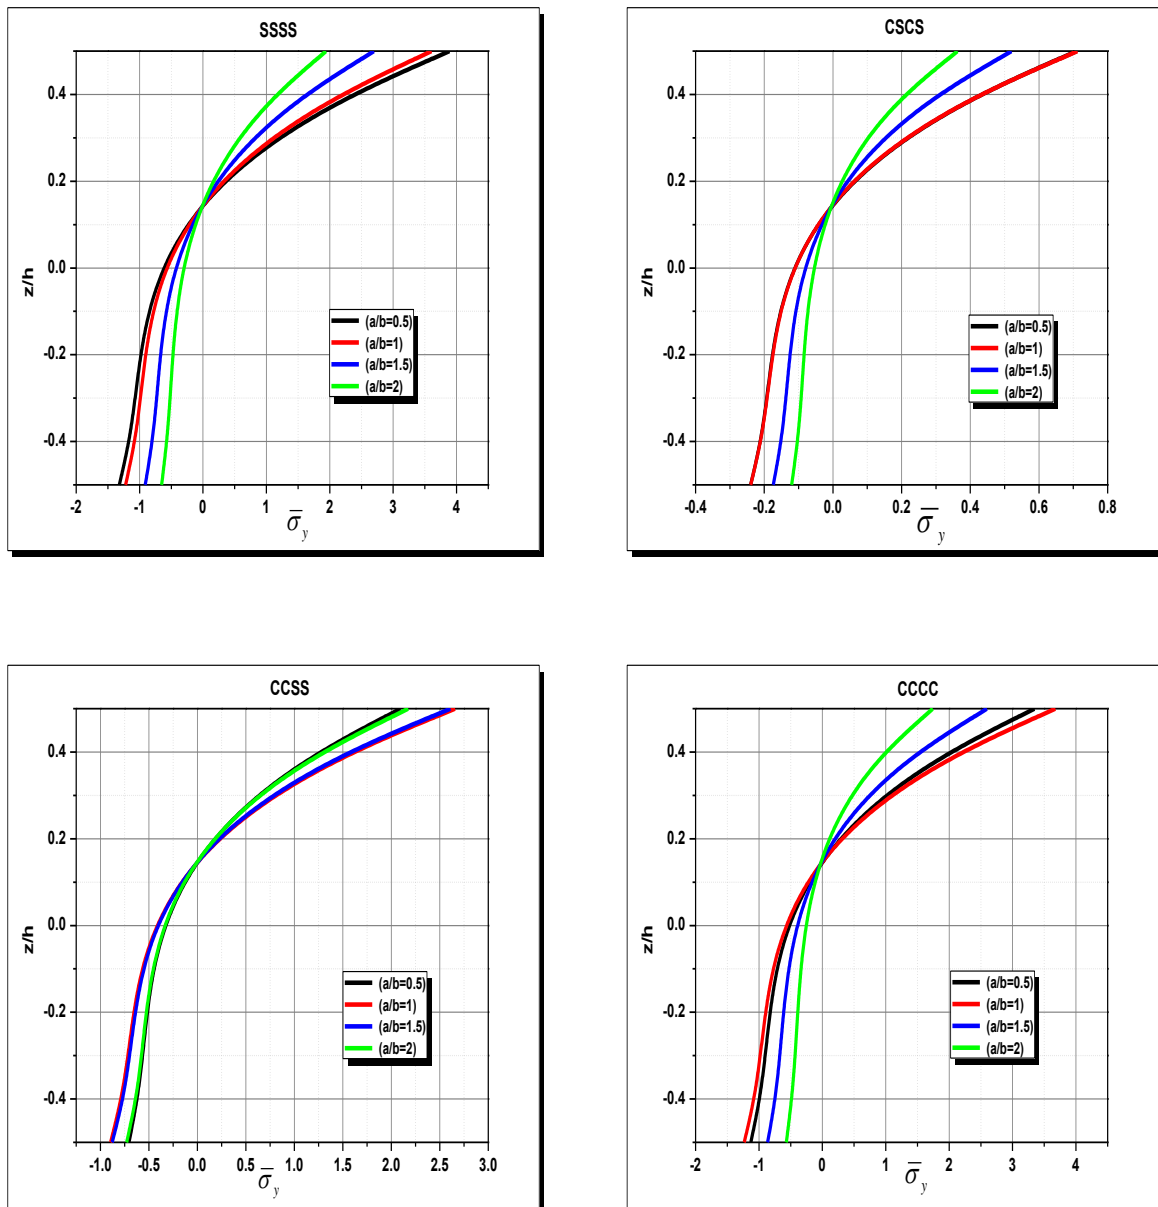 SSSS
0.4
0.2
0.0
-0.2
-0.4
z/h
(a/b=0.5)
(a/b=1)
(a/b=1.5)
(a/b=2)
-2 -1 0 1 2 3 4
σ̅_y
CSCS
0.4
0.2
0.0
-0.2
-0.4
z/h
(a/b=0.5)
(a/b=1)
(a/b=1.5)
(a/b=2)
-0.4 -0.2 0.0 0.2 0.4 0.6 0.8
σ̅_y
CCSS
0.4
0.2
0.0
-0.2
-0.4
z/h
(a/b=0.5)
(a/b=1)
(a/b=1.5)
(a/b=2)
-1.0 -0.5 0.0 0.5 1.0 1.5 2.0 2.5 3.0
σ̅_y
CCCC
0.4
0.2
0.0
-0.2
-0.4
z/h
(a/b=0.5)
(a/b=1)
(a/b=1.5)
(a/b=2)
-2 -1 0 1 2 3 4
σ̅_y